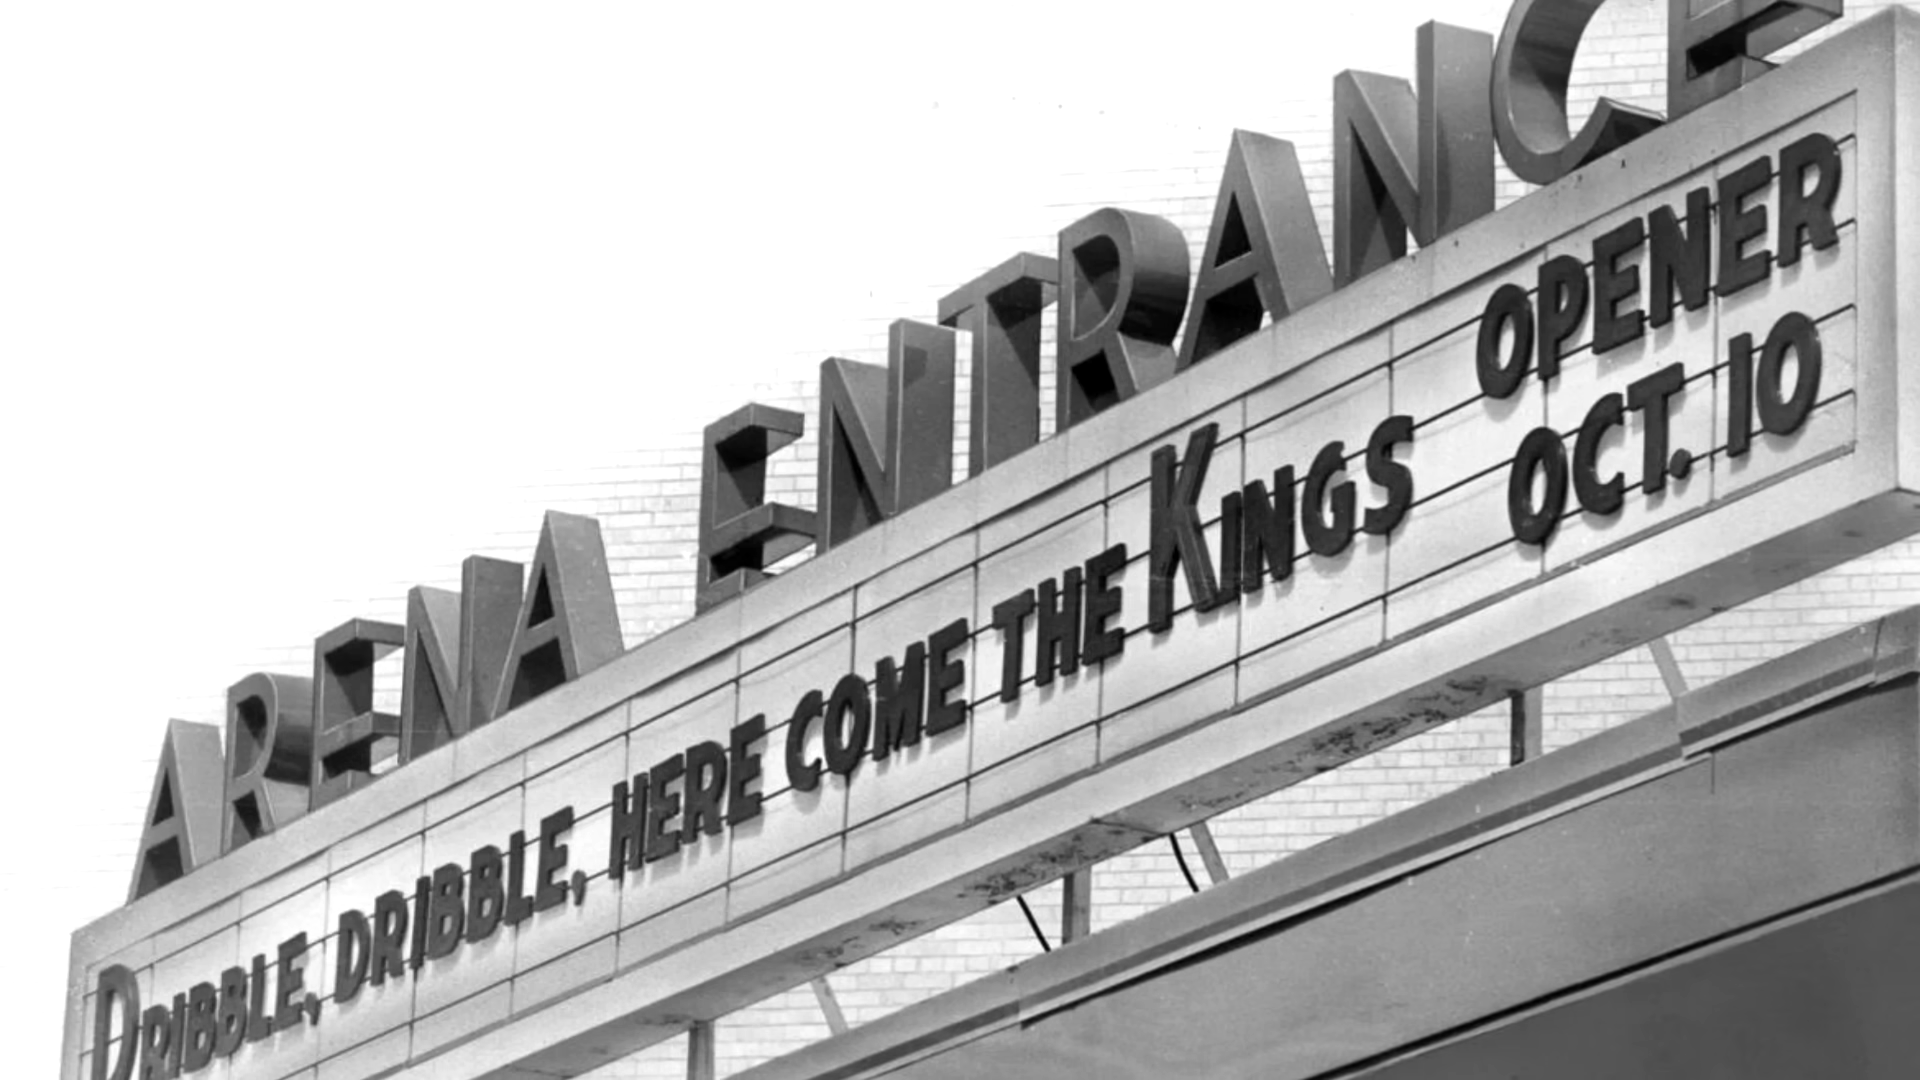 ARENA ENTRANCE
DRIBBLE, DRIBBLE, HERE COME THE KINGS
OPENER
OCT. 10